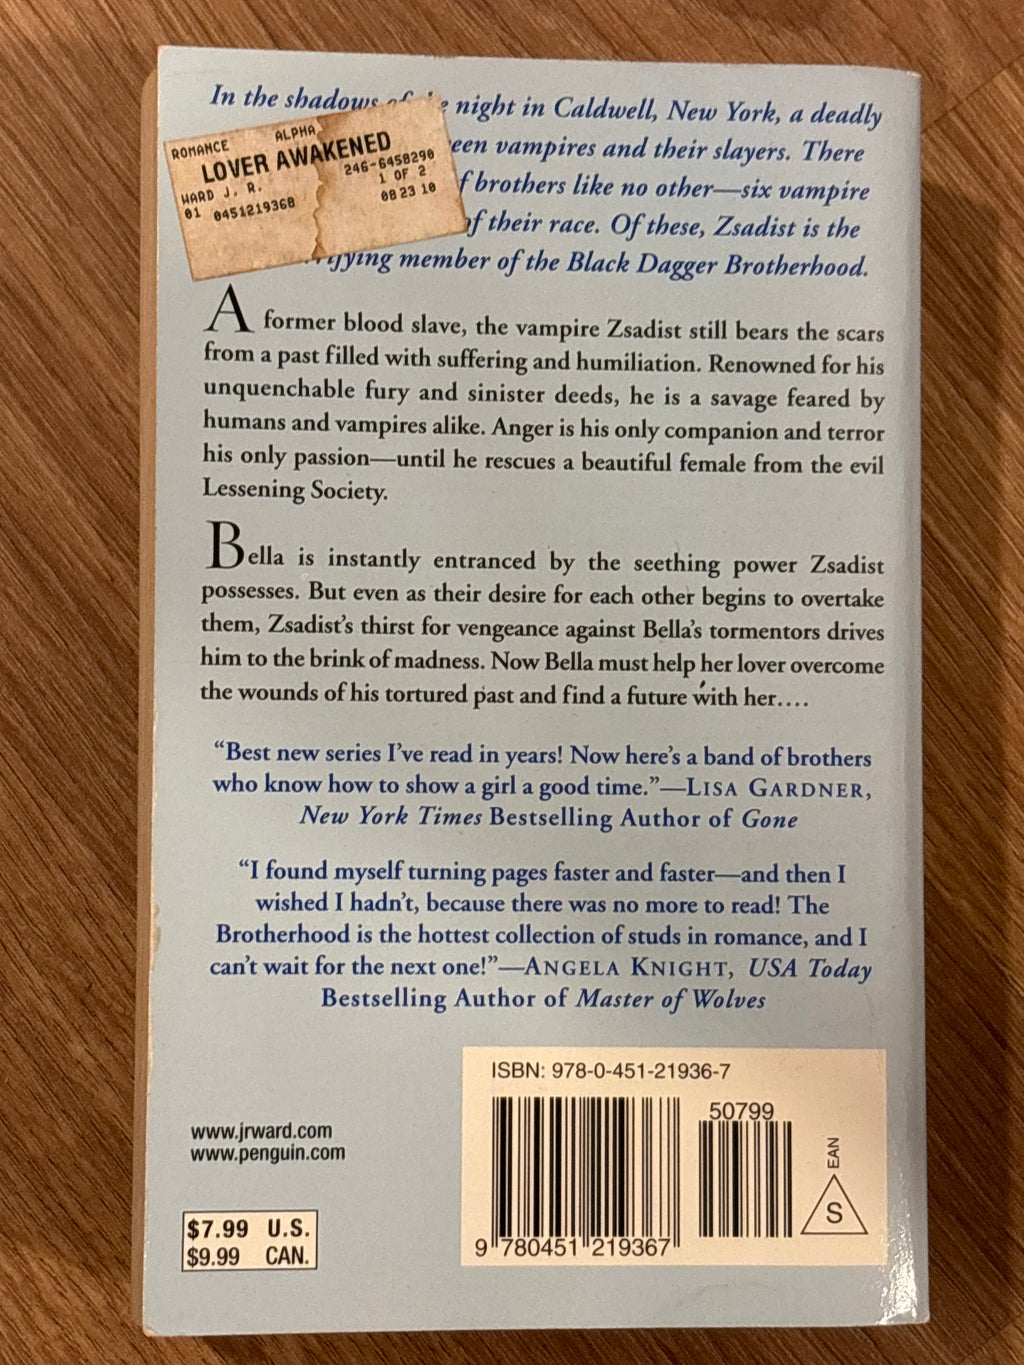 In the shadows of night in Caldwell, New York, a deadly
vampires and their slayers. There
of brothers like no other—six vampire
of their race. Of these, Zsadist is the
member of the Black Dagger Brotherhood.
ROMANCE ALPHA
LOVER AWAKENED
WARD J. R. 246-6458290
01 0451219368 1 OF 2
08 23 10
A former blood slave, the vampire Zsadist still bears the scars
from a past filled with suffering and humiliation. Renowned for his
unquenchable fury and sinister deeds, he is a savage feared by
humans and vampires alike. Anger is his only companion and terror
his only passion—until he rescues a beautiful female from the evil
Lessening Society.
Bella is instantly entranced by the seething power Zsadist
possesses. But even as their desire for each other begins to overtake
them, Zsadist's thirst for vengeance against Bella's tormentors drives
him to the brink of madness. Now Bella must help her lover overcome
the wounds of his tortured past and find a future with her....
“Best new series I've read in years! Now here's a band of brothers
who know how to show a girl a good time.”—LISA GARDNER,
New York Times Bestselling Author of Gone
“I found myself turning pages faster and faster—and then I
wished I hadn't, because there was no more to read! The
Brotherhood is the hottest collection of studs in romance, and I
can't wait for the next one!”—ANGELA KNIGHT, USA Today
Bestselling Author of Master of Wolves
ISBN: 978-0-451-21936-7
50799
EAN
S
9 780451 219367
www.jrward.com
www.penguin.com
$7.99 U.S.
$9.99 CAN.